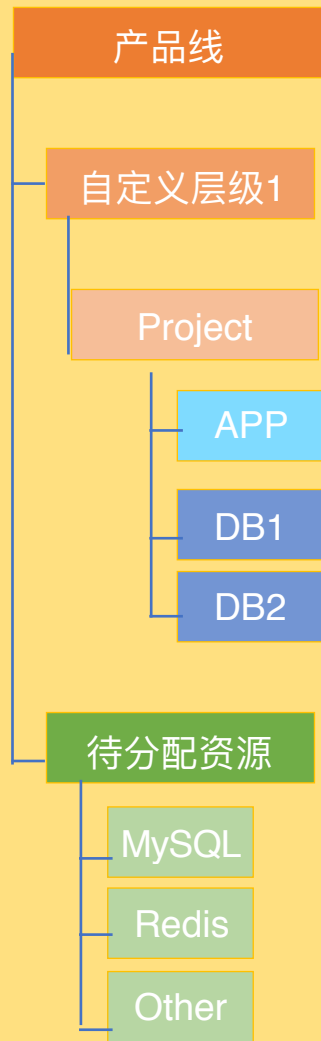 产品线
自定义层级1
Project
APP
DB1
DB2
待分配资源
MySQL
Redis
Other